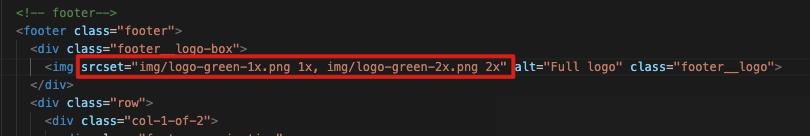 <!-- footer-->
<footer class="footer">
<div class="footer__logo-box">
<img srcset="img/logo-green-1x.png 1x, img/logo-green-2x.png 2x" alt="Full logo" class="footer__logo">
</div>
<div class="row">
<div class="col-1-of-2">